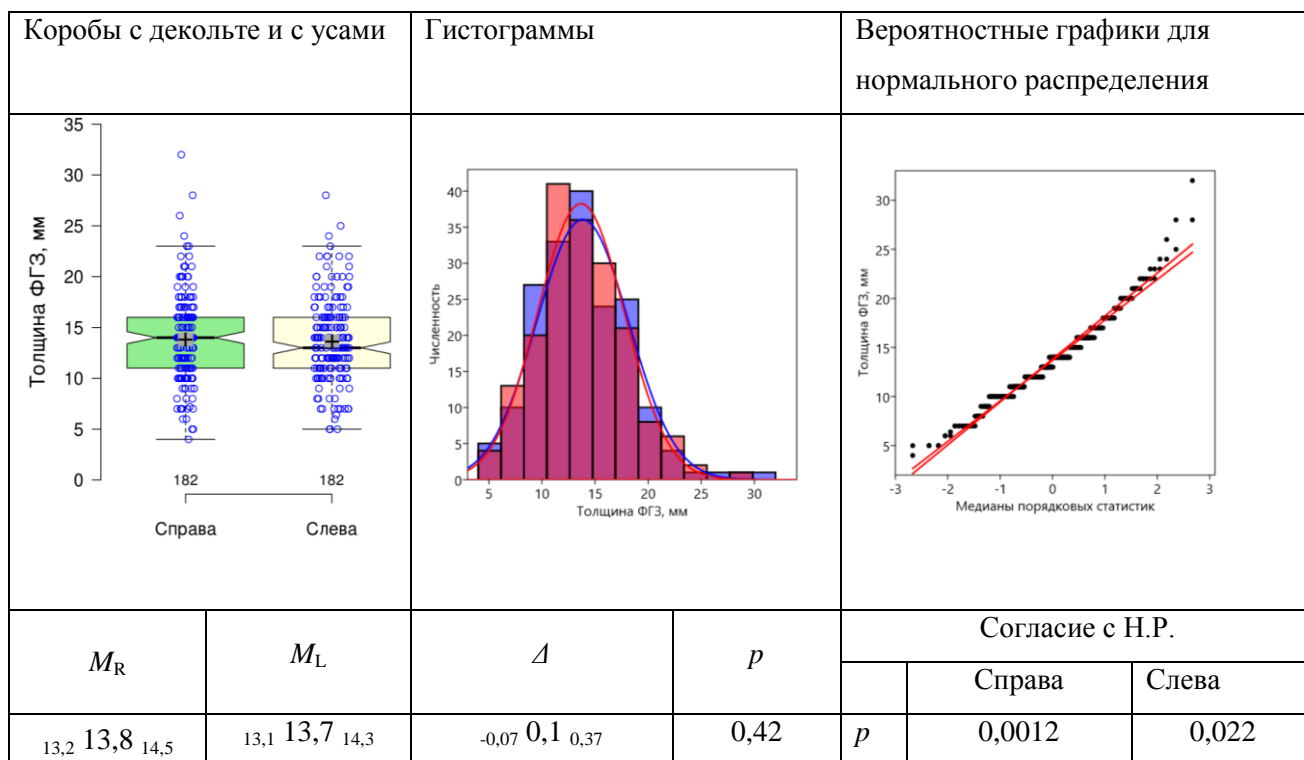 Коробы с декольте и с усами
Гистограммы
Вероятностные графики для
нормального распределения
Толщина ФГЗ, мм
35
30
25
20
15
10
5
0
182
182
Справа
Слева
Численность
40
35
30
25
20
15
10
5
0
5
10
15
20
25
30
Толщина ФГЗ, мм
Толщина ФГЗ, мм
30
25
20
15
10
5
-3
-2
-1
0
1
2
3
Медианы порядковых статистик
MR
ML
Δ
p
Согласие с Н.Р.
Справа
Слева
13,2 13,8 14,5
13,1 13,7 14,3
-0,07 0,1 0,37
0,42
p
0,0012
0,022